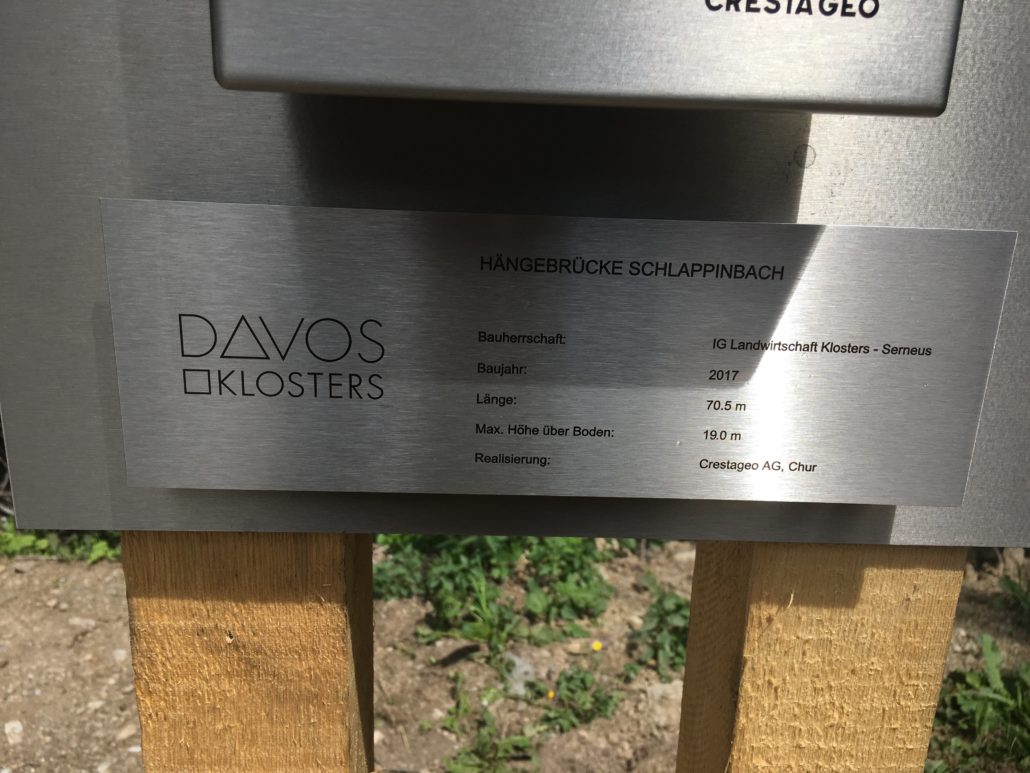 CRESTAGEO
HÄNGEBRÜCKE SCHLAPPINBACH
DAVOS
KLOSTERS
Bauherrschaft: IG Landwirtschaft Klosters - Serneus
Baujahr: 2017
Länge: 70.5 m
Max. Höhe über Boden: 19.0 m
Realisierung: Crestageo AG, Chur